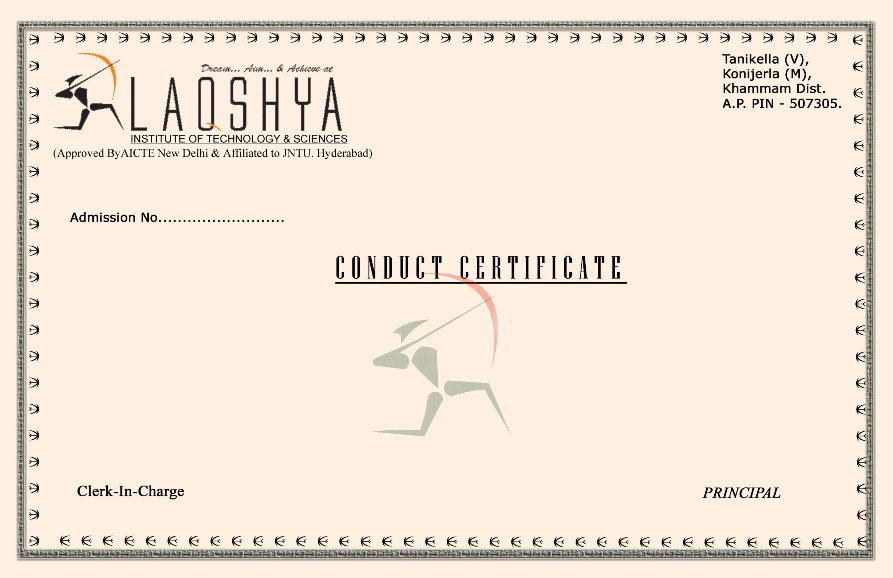 Dream... Aim... & Achieve at
LAQSHYA
INSTITUTE OF TECHNOLOGY & SCIENCES
(Approved ByAICTE New Delhi & Affiliated to JNTU. Hyderabad)
Tanikella (V),
Konijerla (M),
Khammam Dist.
A.P. PIN - 507305.
Admission No..........................
CONDUCT CERTIFICATE
Clerk-In-Charge
PRINCIPAL